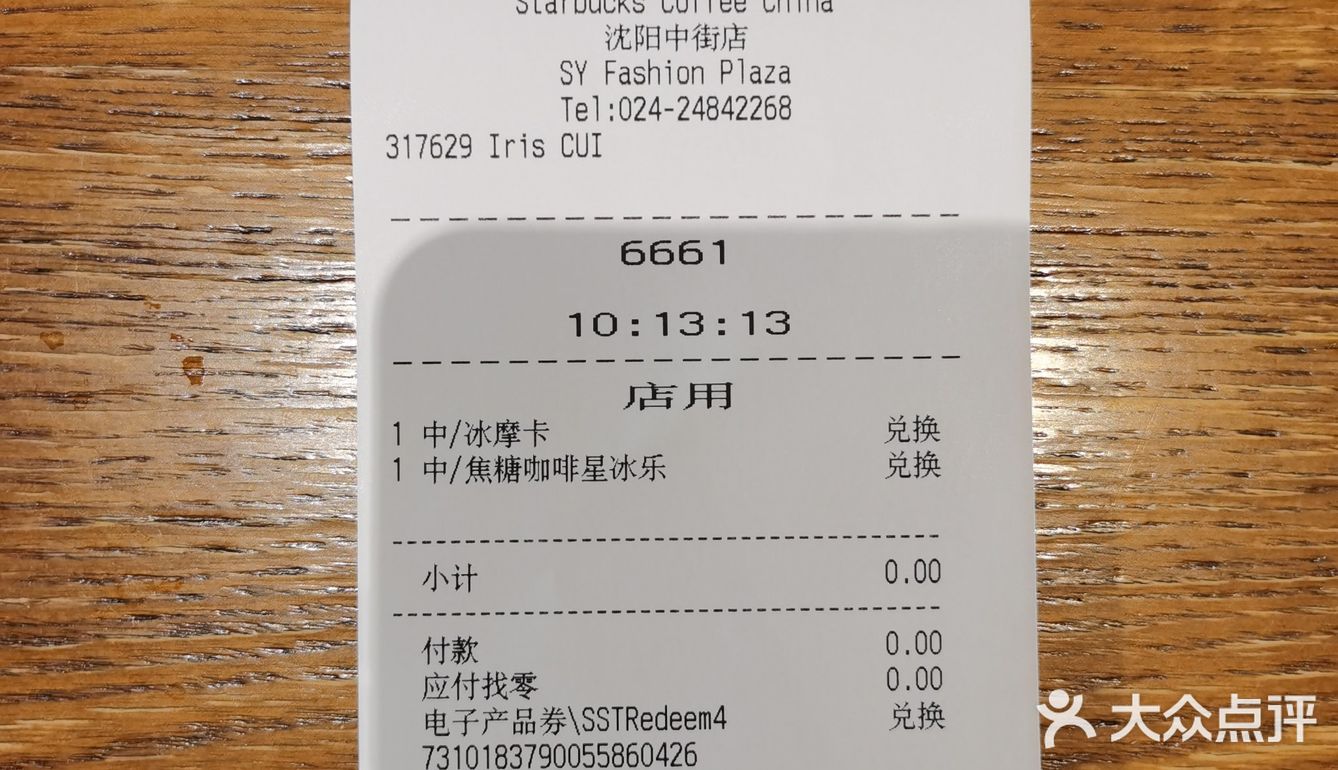 Starbucks Coffee China
沈阳中街店
SY Fashion Plaza
Tel:024-24842268
317629 Iris CUI
6661
10:13:13
店用
1 中/冰摩卡 兑换
1 中/焦糖咖啡星冰乐 兑换
小计 0.00
付款 0.00
应付找零 0.00
电子产品券\SSTRedeem4 兑换
7310183790055860426
大众点评